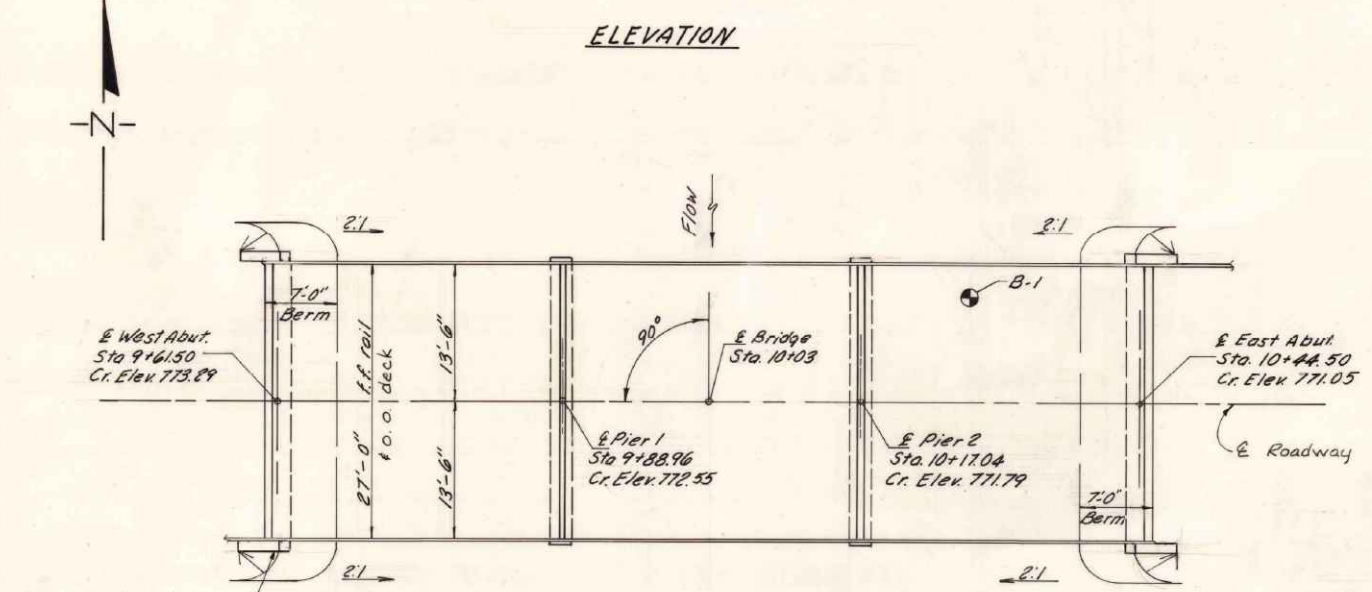 ELEVATION
-N-
Flow
2:1
2:1
B-1
7'-0"
Berm
℄ West Abut.
Sta 9+61.50
Cr. Elev. 773.29
27'-0" f.f. rail
& o.o. deck
13'-6"
13'-6"
90°
℄ Bridge
Sta. 10+03
℄ East Abut.
Sta. 10+44.50
Cr. Elev. 771.05
℄ Pier 1
Sta 9+88.96
Cr. Elev. 772.55
℄ Pier 2
Sta. 10+17.04
Cr. Elev. 771.79
℄ Roadway
7'-0"
Berm
2:1
2:1